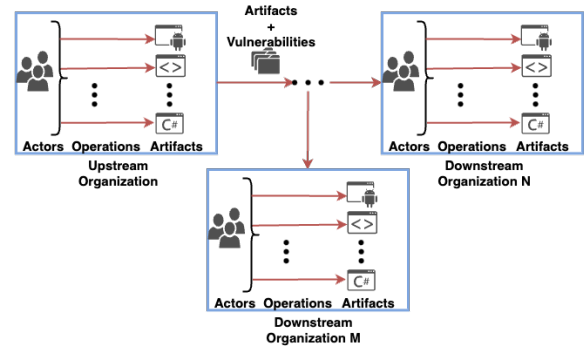 Artifacts
+
Vulnerabilities
<>
C#
Actors Operations Artifacts
Upstream
Organization
<>
C#
Actors Operations Artifacts
Downstream
Organization N
<>
C#
Actors Operations Artifacts
Downstream
Organization M